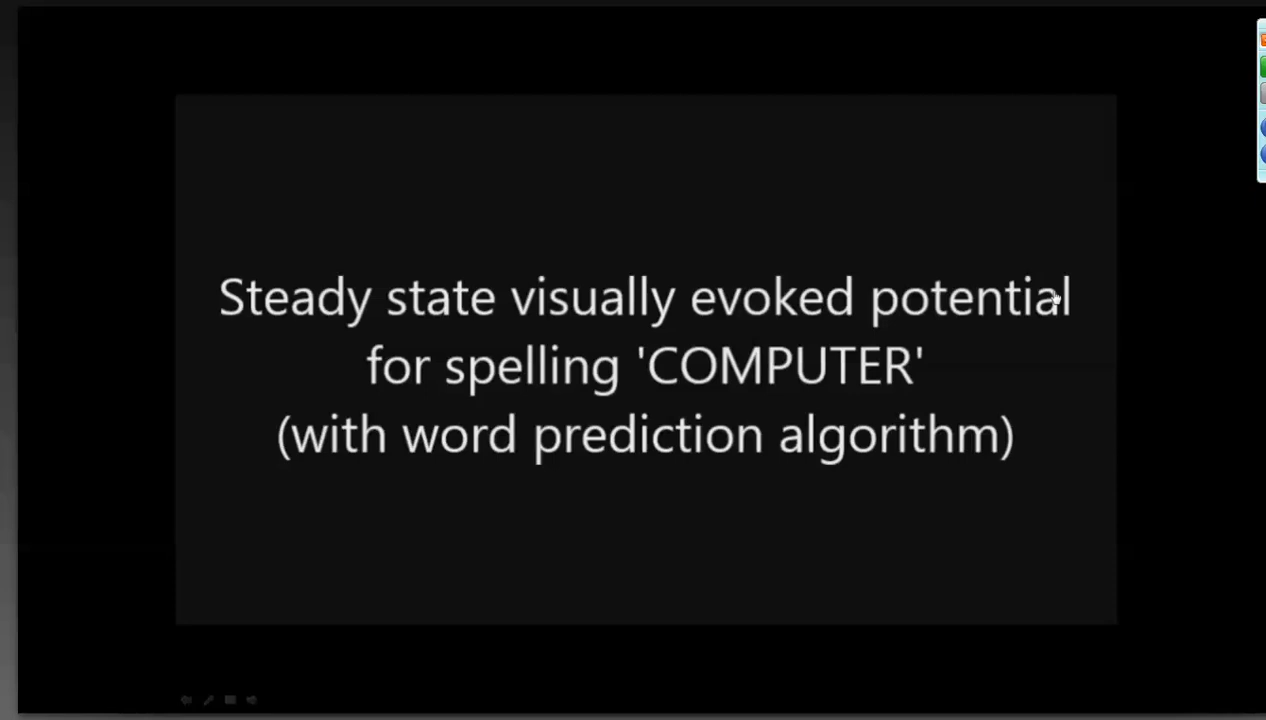 Steady state visually evoked potential
for spelling 'COMPUTER'
(with word prediction algorithm)